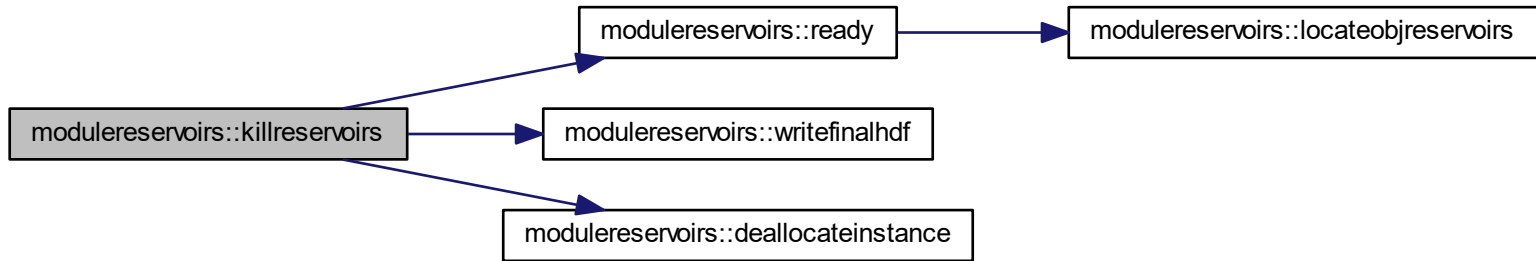 modulereservoirs::ready
modulereservoirs::locateobjreservoirs
modulereservoirs::killreservoirs
modulereservoirs::writefinalhdf
modulereservoirs::deallocateinstance